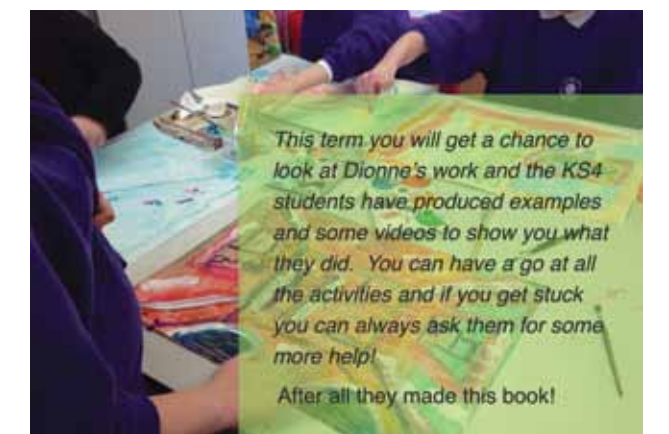 This term you will get a chance to
look at Dionne's work and the KS4
students have produced examples
and some videos to show you what
they did. You can have a go at all
the activities and if you get stuck
you can always ask them for some
more help!
After all they made this book!